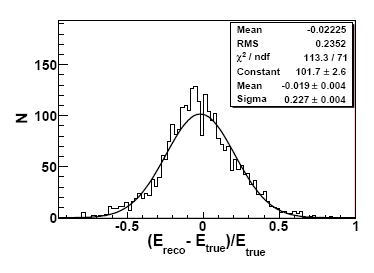 Mean -0.02225
RMS 0.2352
χ² / ndf 113.3 / 71
Constant 101.7 ± 2.6
Mean -0.019 ± 0.004
Sigma 0.227 ± 0.004
N
150
100
50
0
-0.5 0 0.5 1
(E_reco - E_true)/E_true